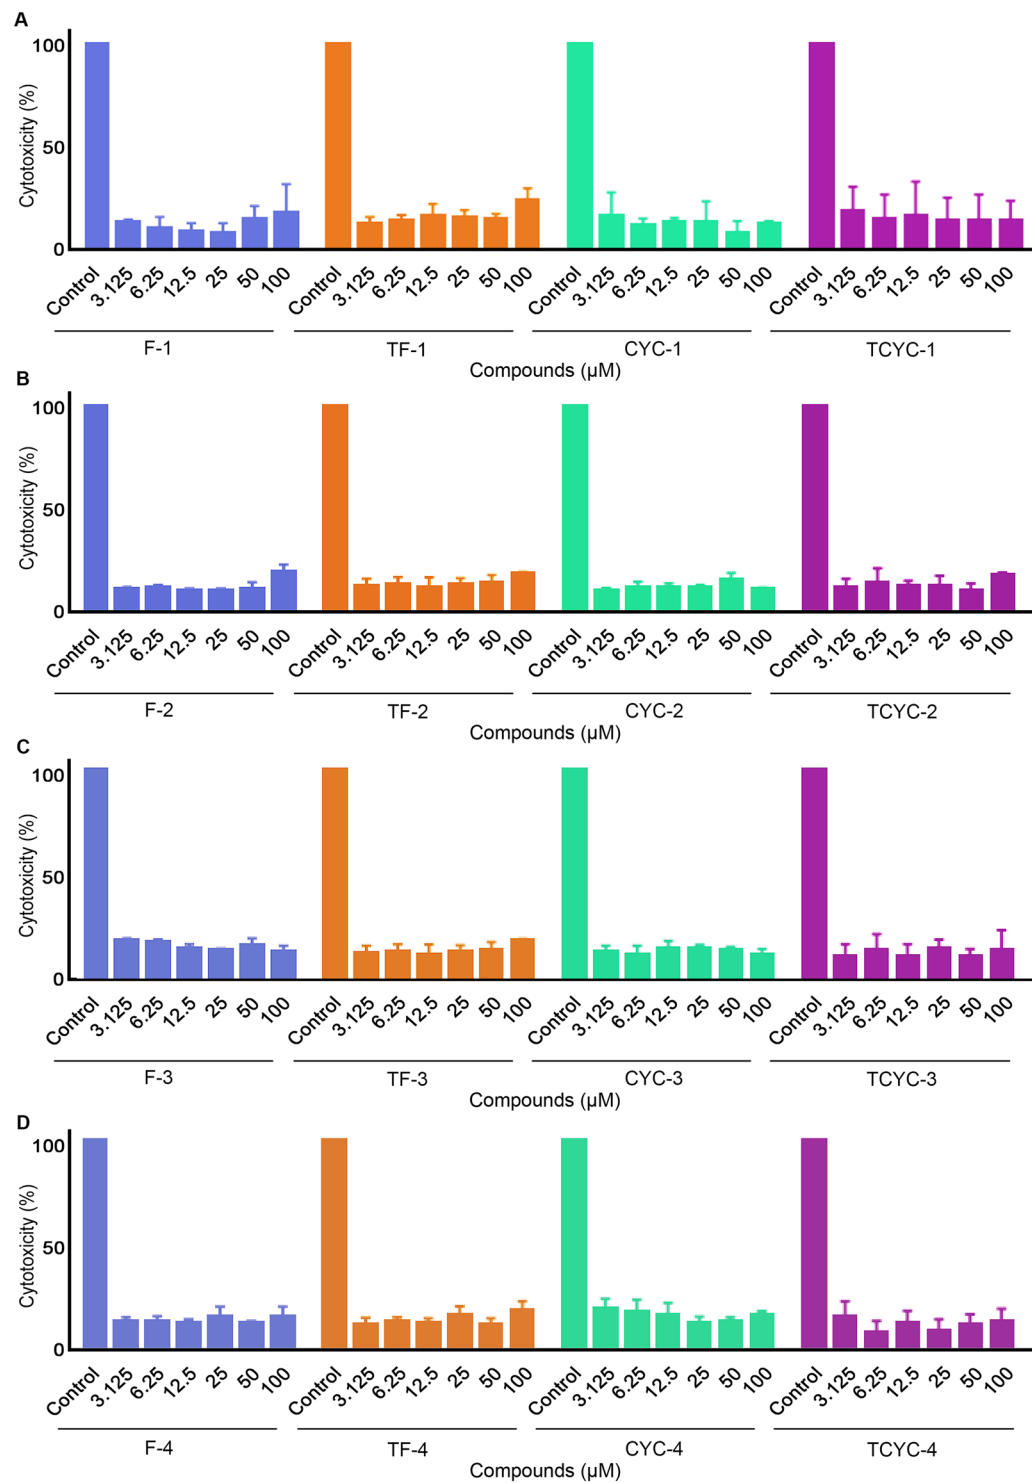 A
Cytotoxicity (%)
100
50
0
Control 3.125 6.25 12.5 25 50 100 Control 3.125 6.25 12.5 25 50 100 Control 3.125 6.25 12.5 25 50 100 Control 3.125 6.25 12.5 25 50 100
F-1 TF-1 CYC-1 TCYC-1
Compounds (µM)
B
Cytotoxicity (%)
100
50
0
Control 3.125 6.25 12.5 25 50 100 Control 3.125 6.25 12.5 25 50 100 Control 3.125 6.25 12.5 25 50 100 Control 3.125 6.25 12.5 25 50 100
F-2 TF-2 CYC-2 TCYC-2
Compounds (µM)
C
Cytotoxicity (%)
100
50
0
Control 3.125 6.25 12.5 25 50 100 Control 3.125 6.25 12.5 25 50 100 Control 3.125 6.25 12.5 25 50 100 Control 3.125 6.25 12.5 25 50 100
F-3 TF-3 CYC-3 TCYC-3
Compounds (µM)
D
Cytotoxicity (%)
100
50
0
Control 3.125 6.25 12.5 25 50 100 Control 3.125 6.25 12.5 25 50 100 Control 3.125 6.25 12.5 25 50 100 Control 3.125 6.25 12.5 25 50 100
F-4 TF-4 CYC-4 TCYC-4
Compounds (µM)